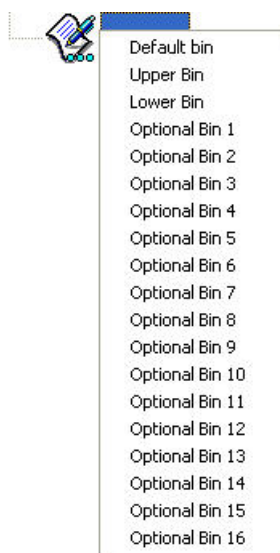 Default bin
Upper Bin
Lower Bin
Optional Bin 1
Optional Bin 2
Optional Bin 3
Optional Bin 4
Optional Bin 5
Optional Bin 6
Optional Bin 7
Optional Bin 8
Optional Bin 9
Optional Bin 10
Optional Bin 11
Optional Bin 12
Optional Bin 13
Optional Bin 14
Optional Bin 15
Optional Bin 16